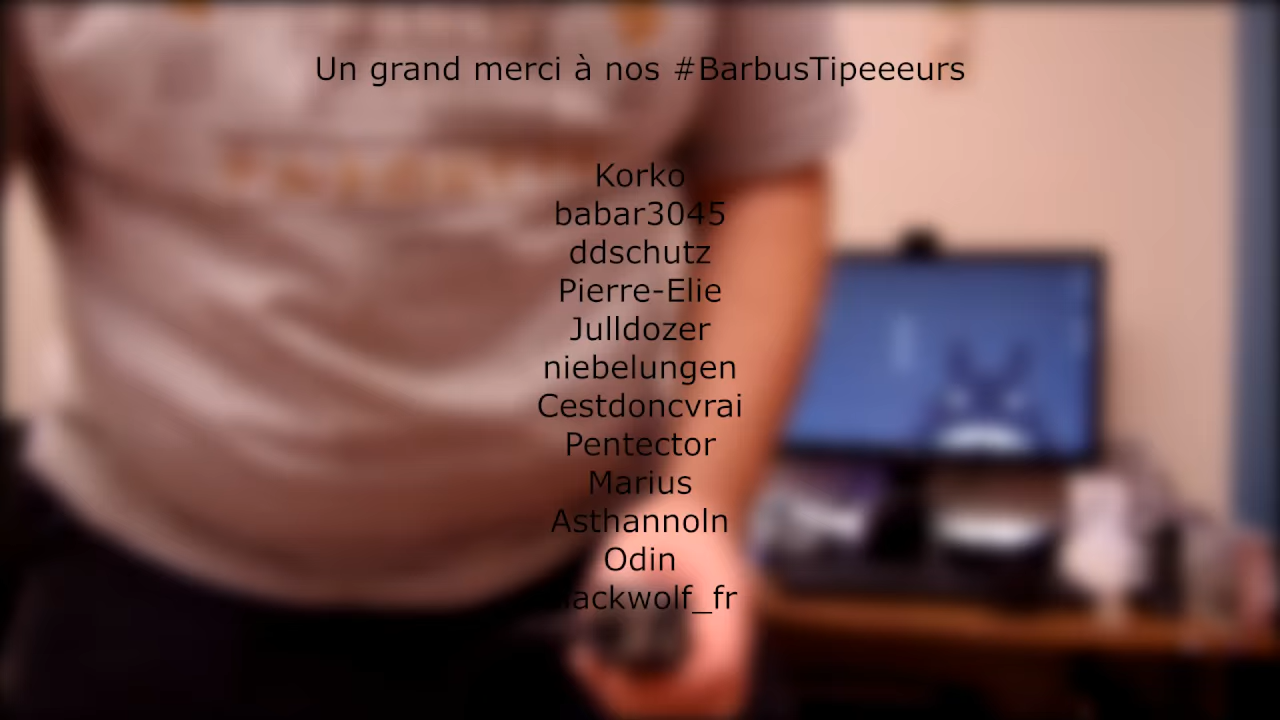 Un grand merci à nos #BarbusTipeeeurs
Korko
babar3045
ddschutz
Pierre-Elie
Julldozer
niebelungen
Cestdoncvrai
Pentector
Marius
Asthannoln
Odin